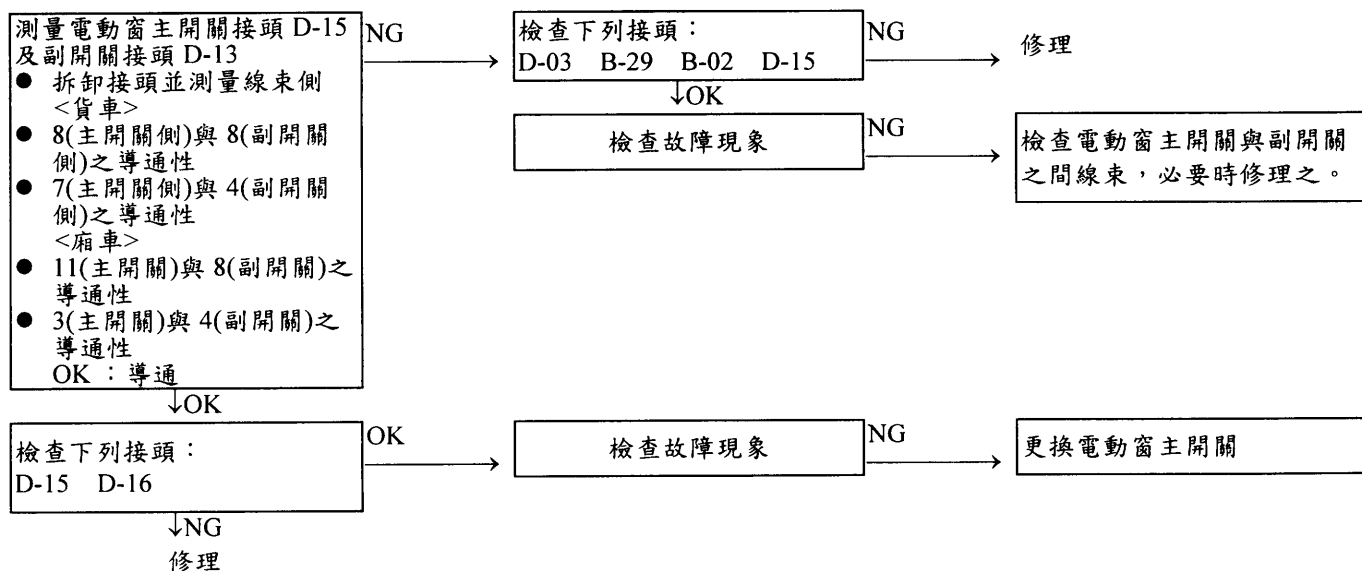 測量電動窗主開關接頭 D-15
及副開關接頭 D-13
● 拆卸接頭並測量線束側
<貨車>
● 8(主開關側)與 8(副開關
側)之導通性
● 7(主開關側)與 4(副開關
側)之導通性
<廂車>
● 11(主開關)與 8(副開關)之
導通性
● 3(主開關)與 4(副開關)之
導通性
OK ：導通
NG
檢查下列接頭：
D-03 B-29 B-02 D-15
NG
修理
↓OK
檢查故障現象
NG
檢查電動窗主開關與副開關
之間線束，必要時修理之。
↓OK
檢查下列接頭：
D-15 D-16
OK
檢查故障現象
NG
更換電動窗主開關
↓NG
修理